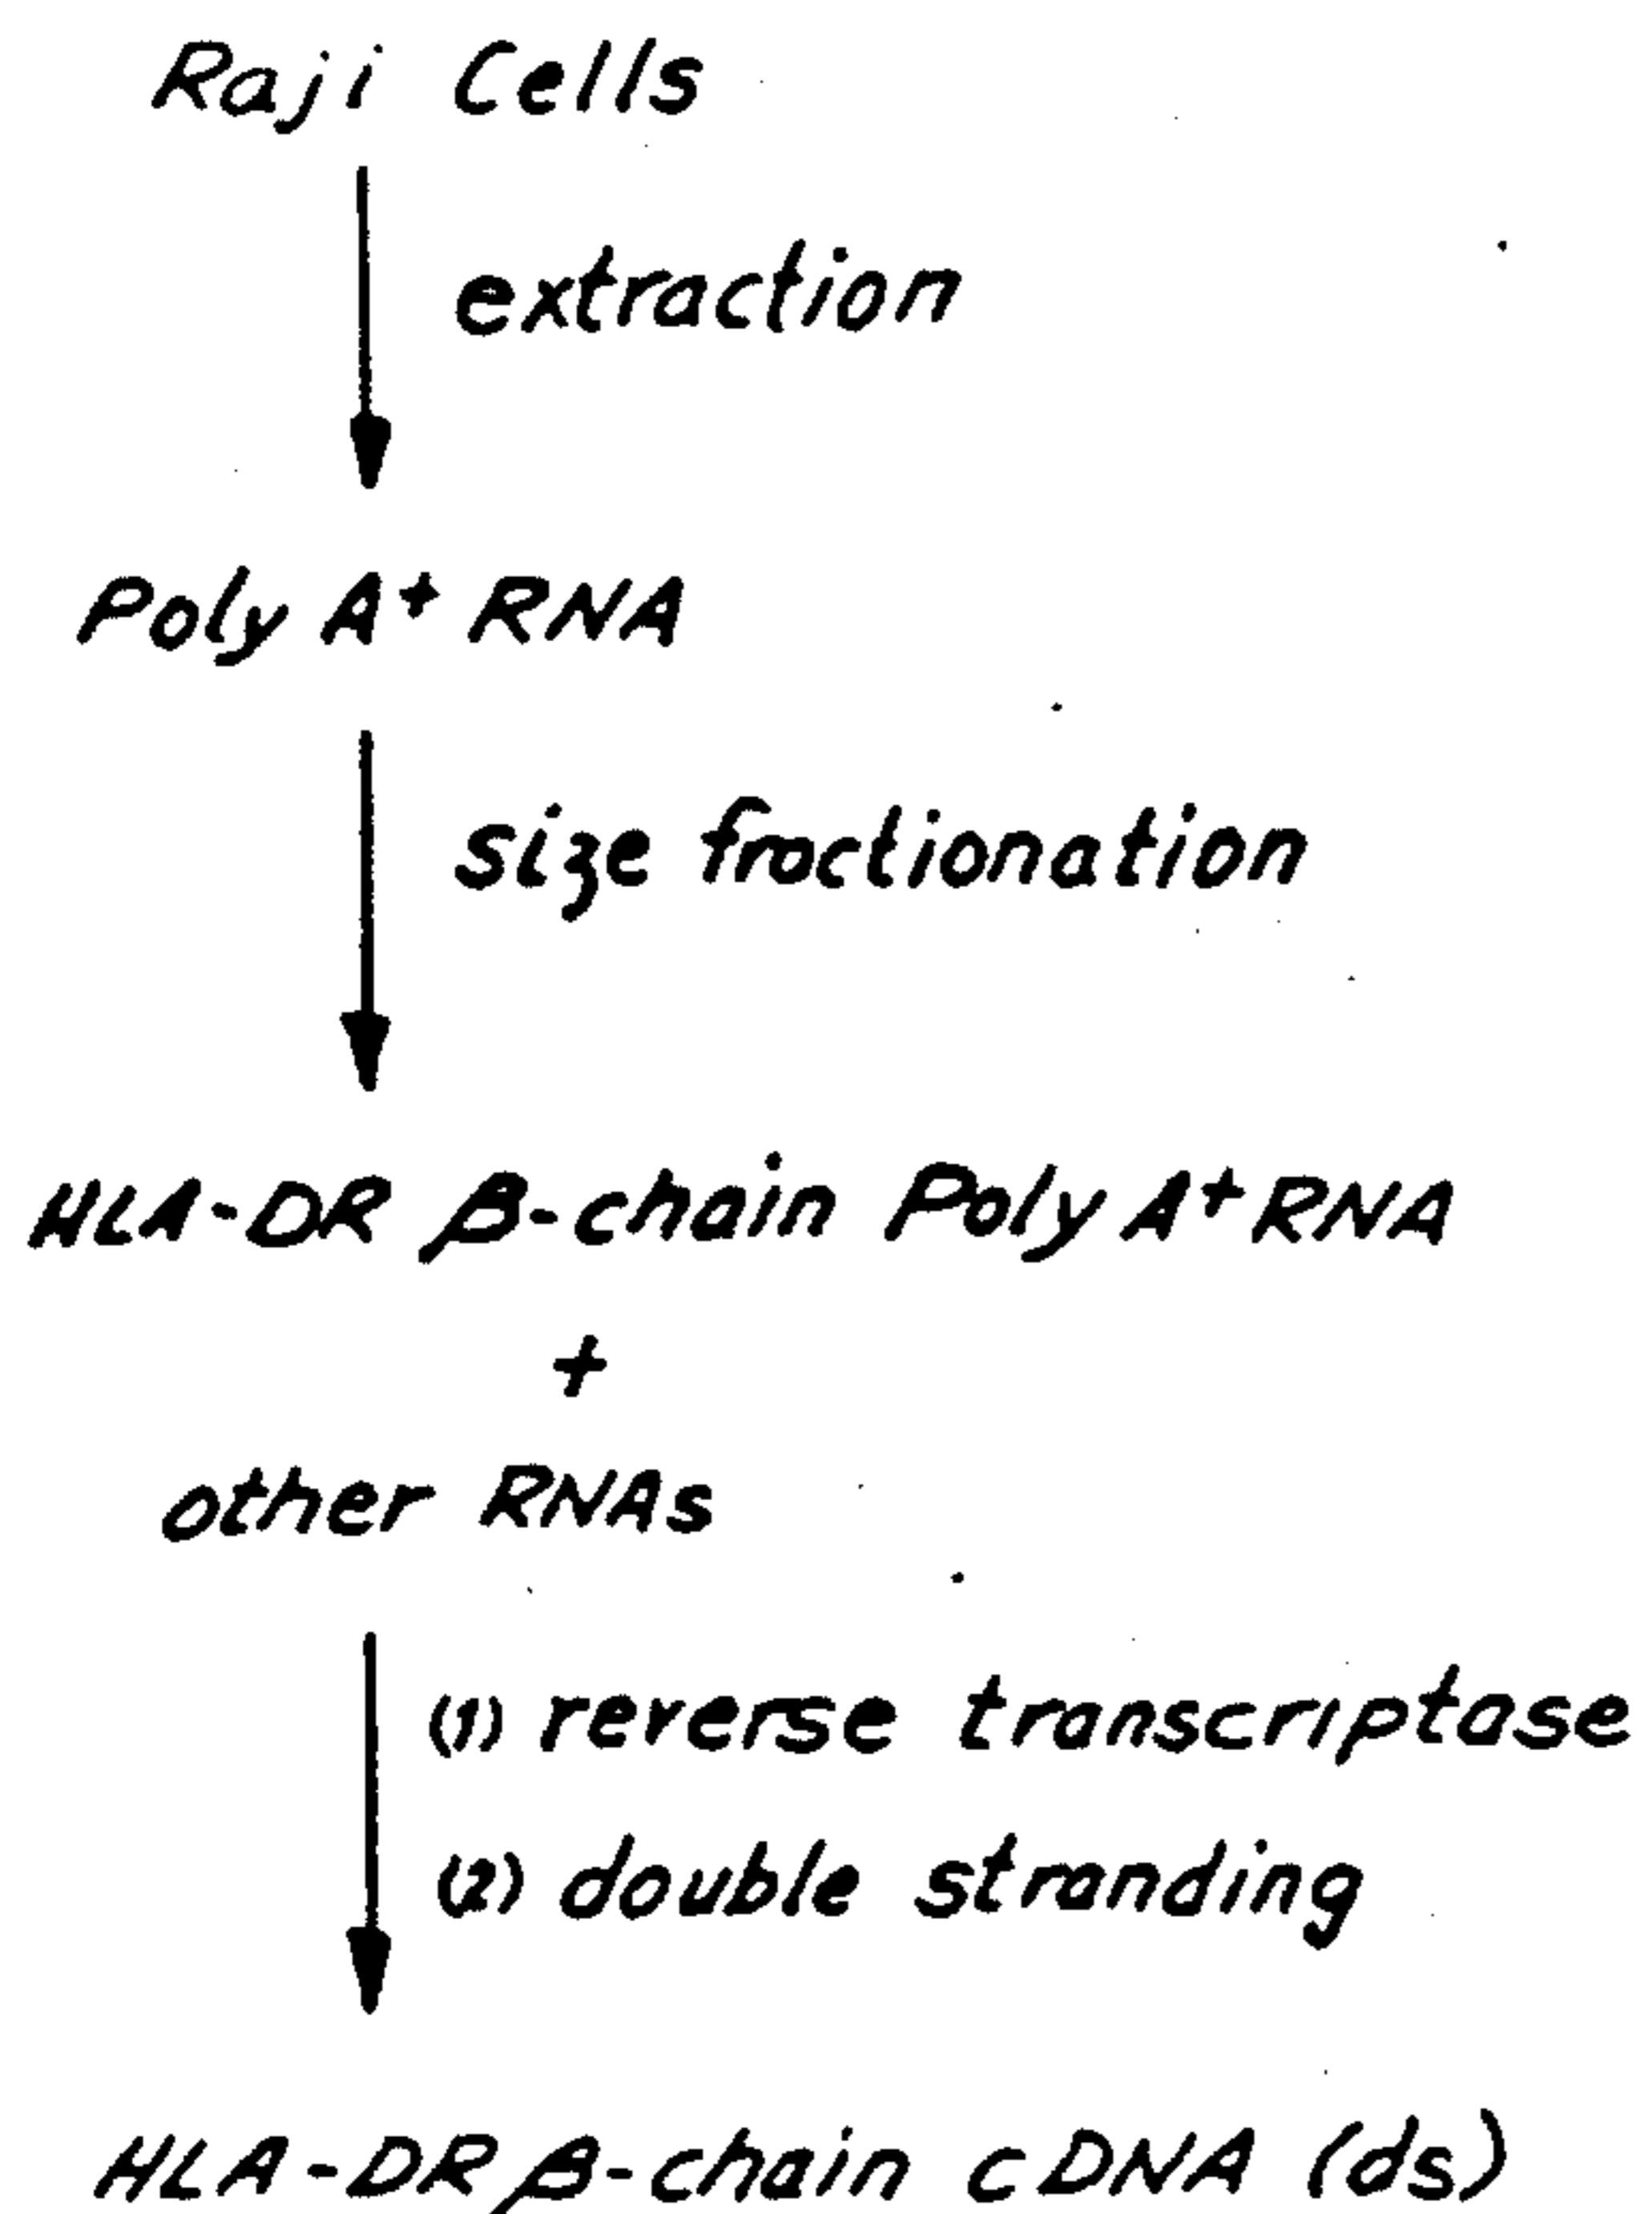 Raji Cells
extraction
Poly A+ RNA
size fractionation
HLA-DR β-chain Poly A+ RNA
+
other RNAs
(1) reverse transcriptase
(2) double stranding
HLA-DR β-chain cDNA (ds)